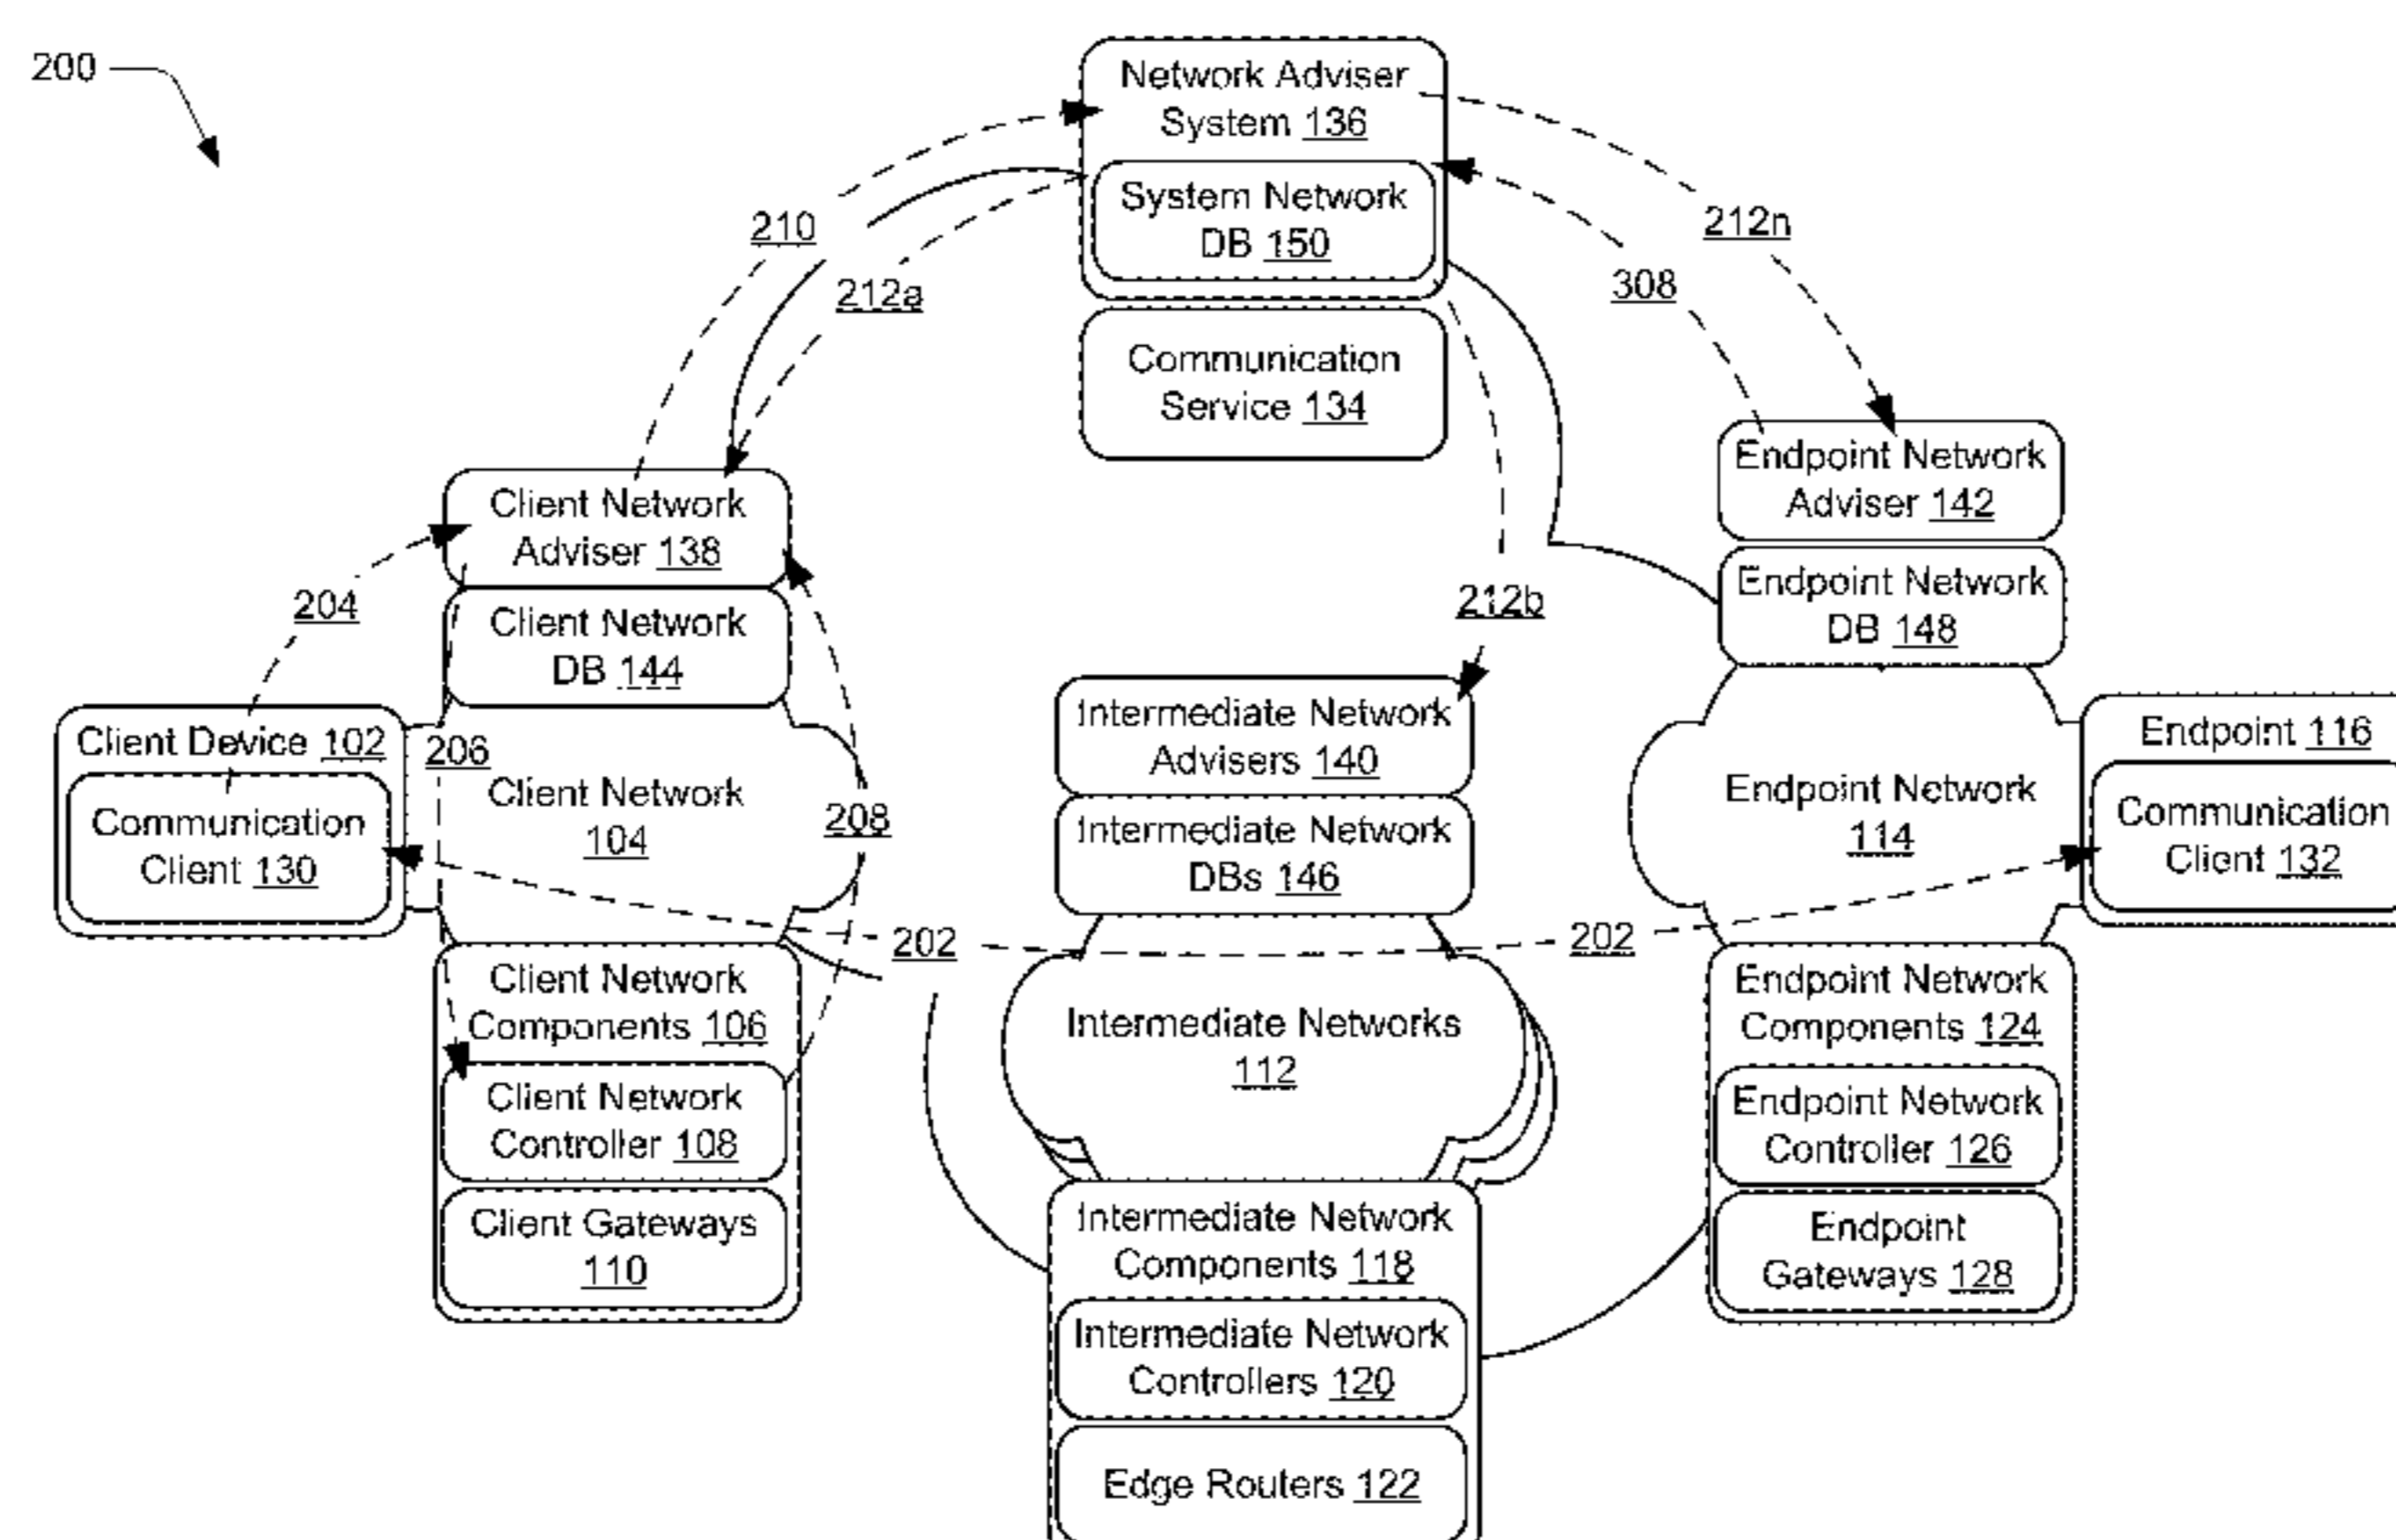 200
Network Adviser
System 136
System Network
DB 150
Communication
Service 134
210
212a
212n
308
212b
Client Network
Adviser 138
Client Network
DB 144
204
Endpoint Network
Adviser 142
Endpoint Network
DB 148
Client Device 102
Communication
Client 130
206
Client Network
104
208
Intermediate Network
Advisers 140
Intermediate Network
DBs 146
Endpoint Network
114
Endpoint 116
Communication
Client 132
202
202
Client Network
Components 106
Client Network
Controller 108
Client Gateways
110
Intermediate Networks
112
Endpoint Network
Components 124
Endpoint Network
Controller 126
Endpoint
Gateways 128
Intermediate Network
Components 118
Intermediate Network
Controllers 120
Edge Routers 122